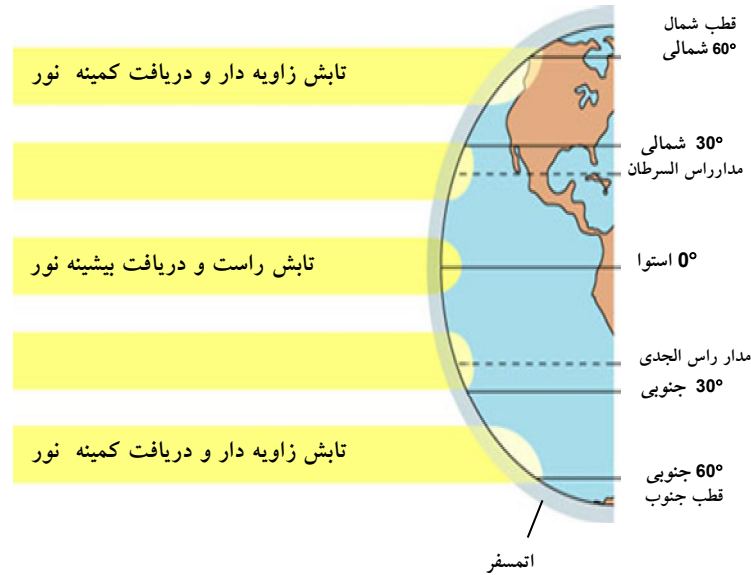 قطب شمال
60° شمالی
تابش زاویه دار و دریافت کمینه نور
30° شمالی
مدارراس السرطان
0° استوا
تابش راست و دریافت بیشینه نور
مدار راس الجدی
30° جنوبی
تابش زاویه دار و دریافت کمینه نور
60° جنوبی
قطب جنوب
اتمسفر